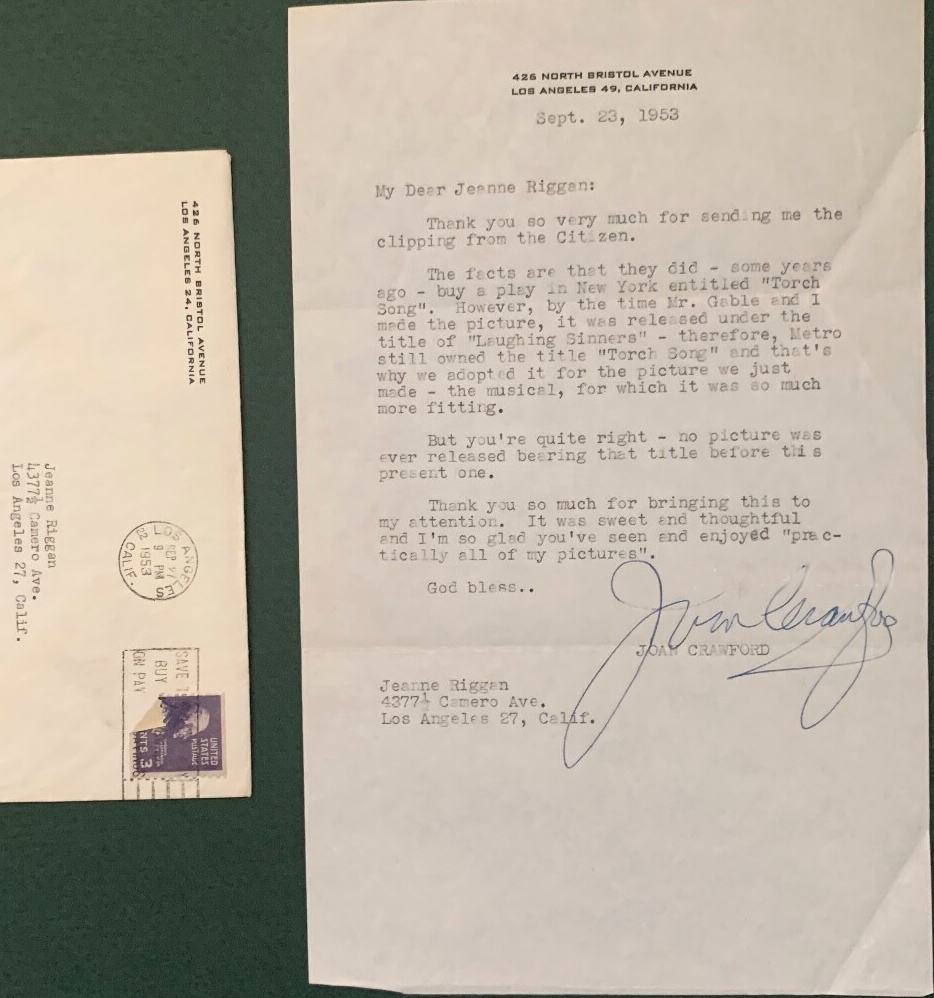 426 NORTH BRISTOL AVENUE
LOS ANGELES 49, CALIFORNIA
Sept. 23, 1953
My Dear Jeanne Riggan:
Thank you so very much for sending me the
clipping from the Citizen.
The facts are that they did - some years
ago - buy a play in New York entitled "Torch
Song". However, by the time Mr. Gable and I
made the picture, it was released under the
title of "Laughing Sinners" - therefore, Metro
still owned the title "Torch Song" and that's
why we adopted it for the picture we just
made - the musical, for which it was so much
more fitting.
But you're quite right - no picture was
ever released bearing that title before this
present one.
Thank you so much for bringing this to
my attention. It was sweet and thoughtful
and I'm so glad you've seen and enjoyed "prac-
tically all of my pictures".
God bless..
Joan Crawford
JOAN CRAWFORD
Jeanne Riggan
4377½ Camero Ave.
Los Angeles 27, Calif.
426 NORTH BRISTOL AVENUE
LOS ANGELES 24, CALIFORNIA
Jeanne Riggan
4377½ Camero Ave.
Los Angeles 27, Calif.
LOS ANGELES
CALIF.
SEP
9 PM
1953
SAVE
BUY
ON PAY
UNITED
STATES
POSTAGE
3